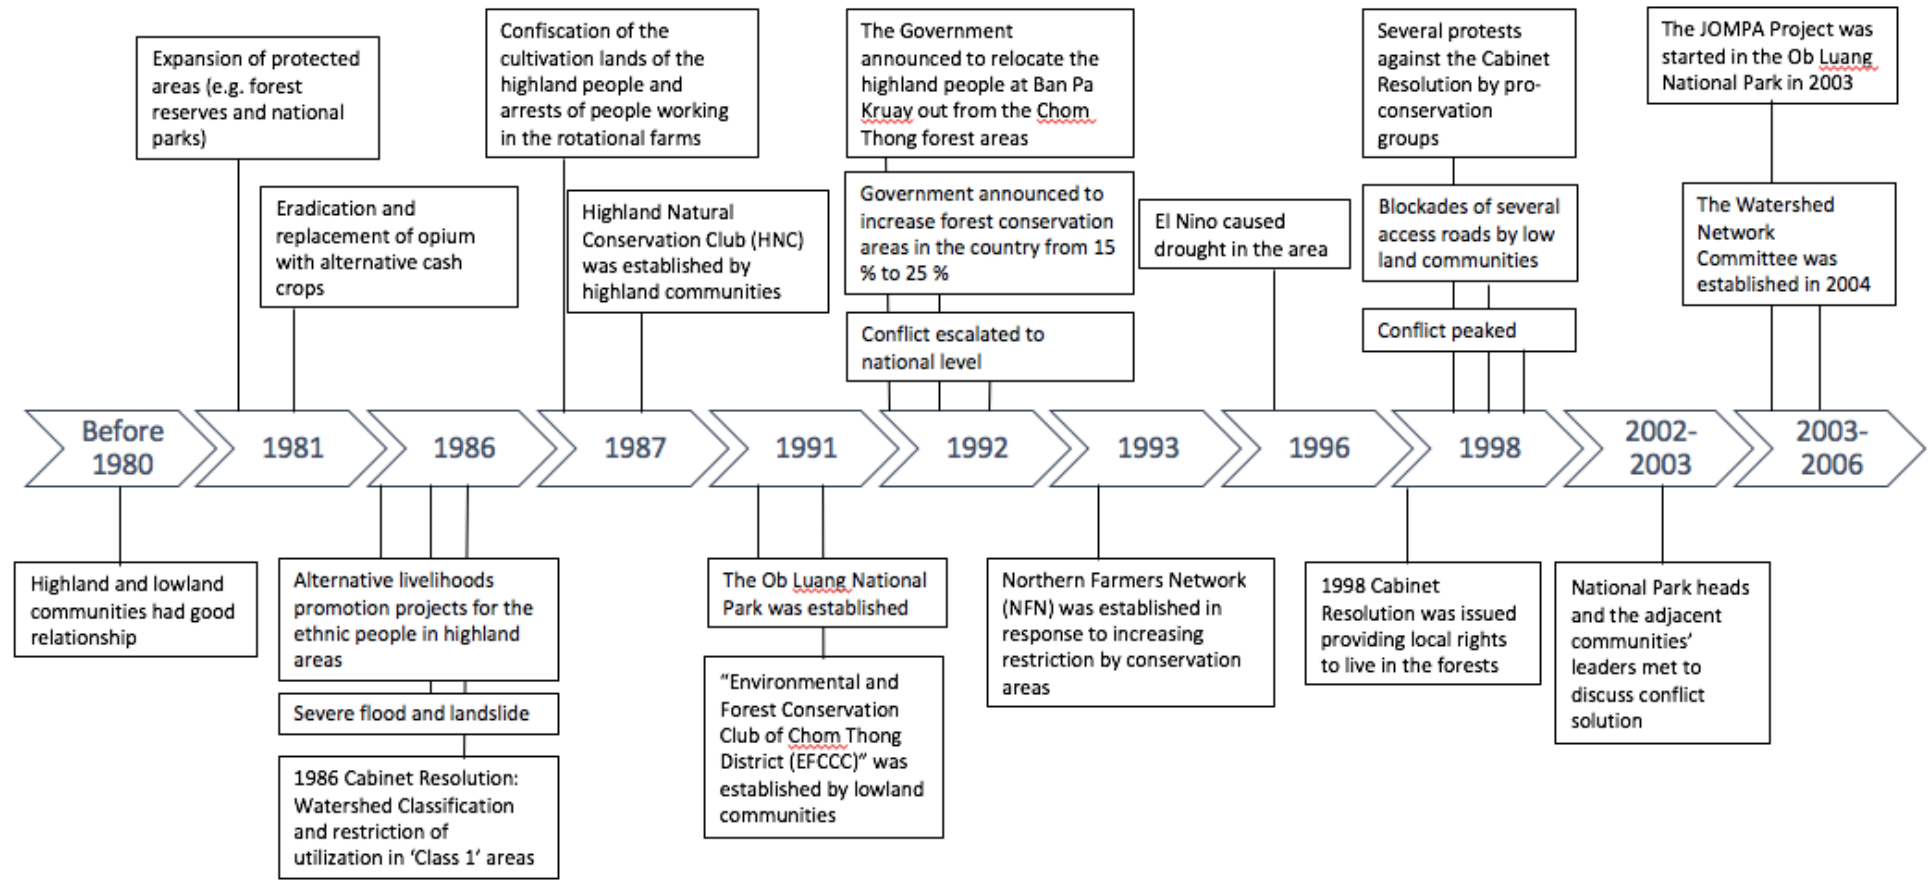 Expansion of protected
areas (e.g. forest
reserves and national
parks)
Eradication and
replacement of opium
with alternative cash
crops
Confiscation of the
cultivation lands of the
highland people and
arrests of people working
in the rotational farms
Highland Natural
Conservation Club (HNC)
was established by
highland communities
The Government
announced to relocate the
highland people at Ban Pa
Kruay out from the Chom
Thong forest areas
Government announced to
increase forest conservation
areas in the country from 15
% to 25 %
Conflict escalated to
national level
El Nino caused
drought in the area
Several protests
against the Cabinet
Resolution by pro-
conservation
groups
Blockades of several
access roads by low
land communities
Conflict peaked
The JOMPA Project was
started in the Ob Luang
National Park in 2003
The Watershed
Network
Committee was
established in 2004
Before
1980
1981
1986
1987
1991
1992
1993
1996
1998
2002-
2003
2003-
2006
Highland and lowland
communities had good
relationship
Alternative livelihoods
promotion projects for the
ethnic people in highland
areas
Severe flood and landslide
1986 Cabinet Resolution:
Watershed Classification
and restriction of
utilization in ‘Class 1’ areas
The Ob Luang National
Park was established
“Environmental and
Forest Conservation
Club of Chom Thong
District (EFCCC)” was
established by lowland
communities
Northern Farmers Network
(NFN) was established in
response to increasing
restriction by conservation
areas
1998 Cabinet
Resolution was issued
providing local rights
to live in the forests
National Park heads
and the adjacent
communities’
leaders met to
discuss conflict
solution